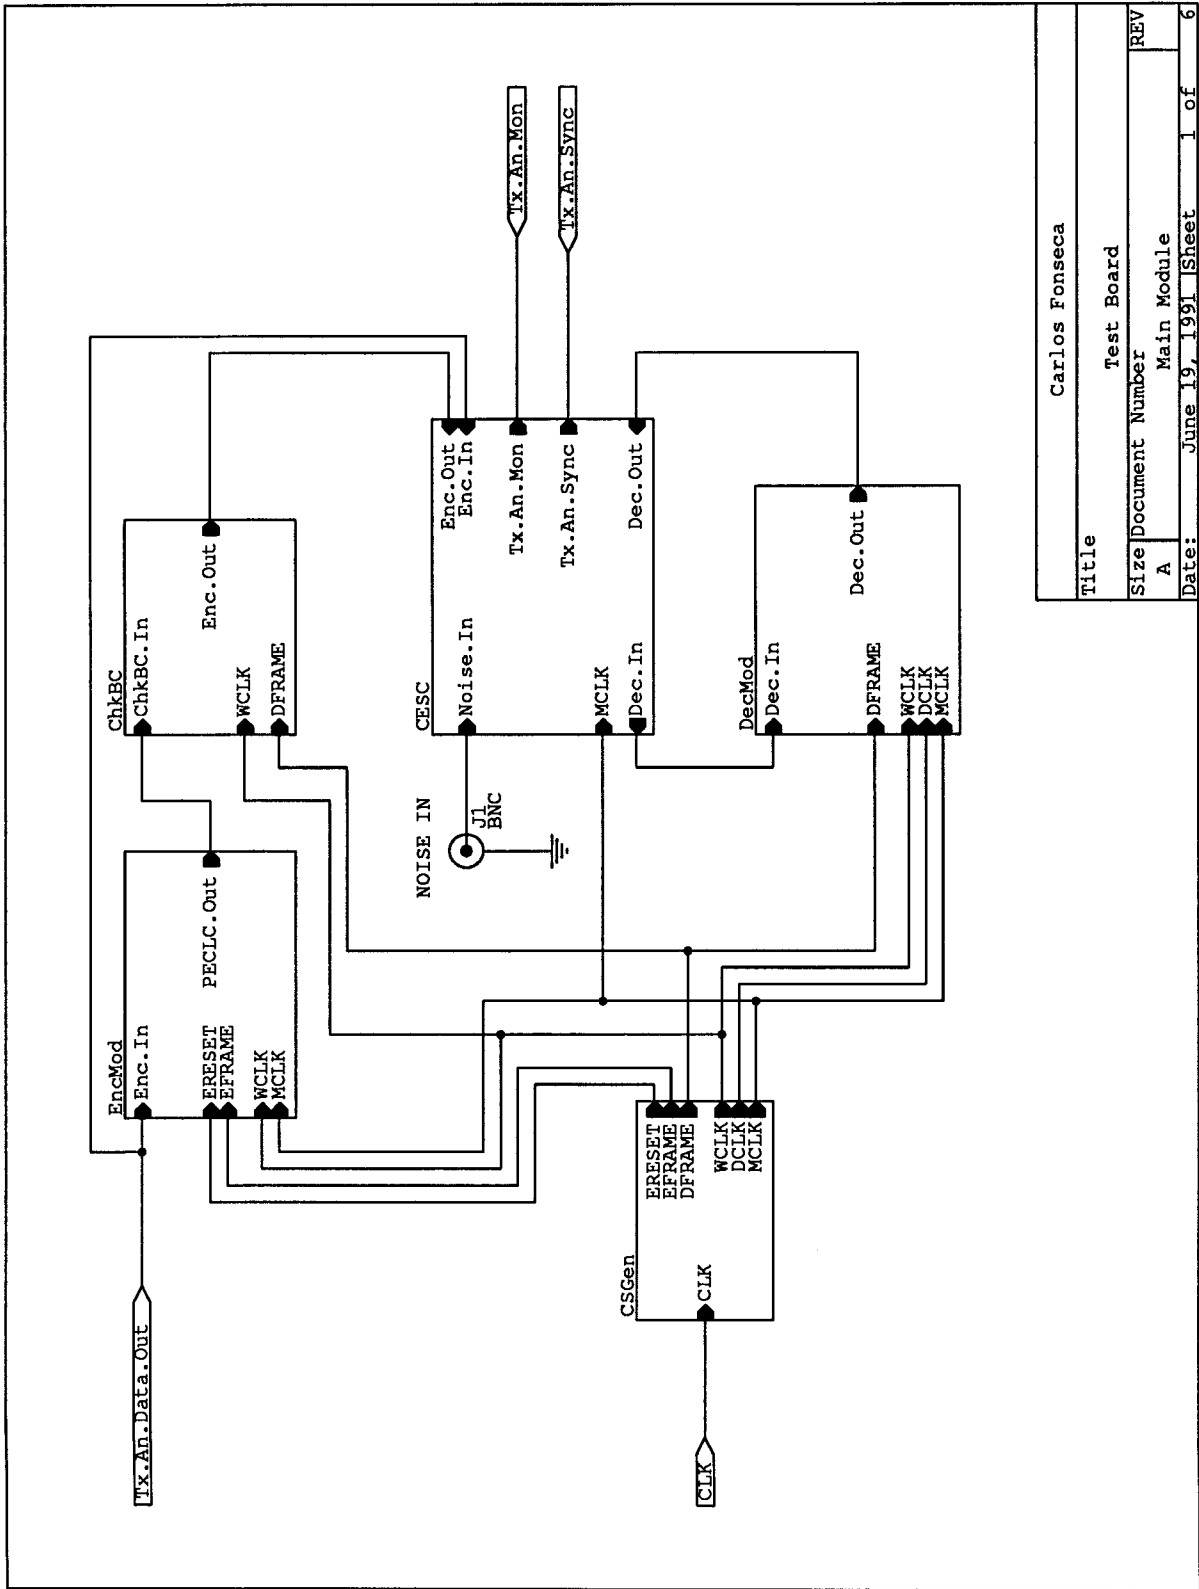 Tx.An.Data.Out
EncMod
Enc.In
PECLC.Out
ERESET
EFRAME
WCLK
MCLK
ChkBC
ChkBC.In
Enc.Out
WCLK
DFRAME
NOISE IN
J1
BNC
CESC
Noise.In
Enc.Out
Enc.In
Tx.An.Mon
Tx.An.Sync
MCLK
Dec.In
Dec.Out
Tx.An.Mon
Tx.An.Sync
CLK
CSGen
CLK
ERESET
EFRAME
DFRAME
WCLK
DCLK
MCLK
DecMod
Dec.In
Dec.Out
DFRAME
WCLK
DCLK
MCLK
Carlos Fonseca
Title
Test Board
Size Document Number REV
A Main Module
Date: June 19, 1991 Sheet 1 of 6